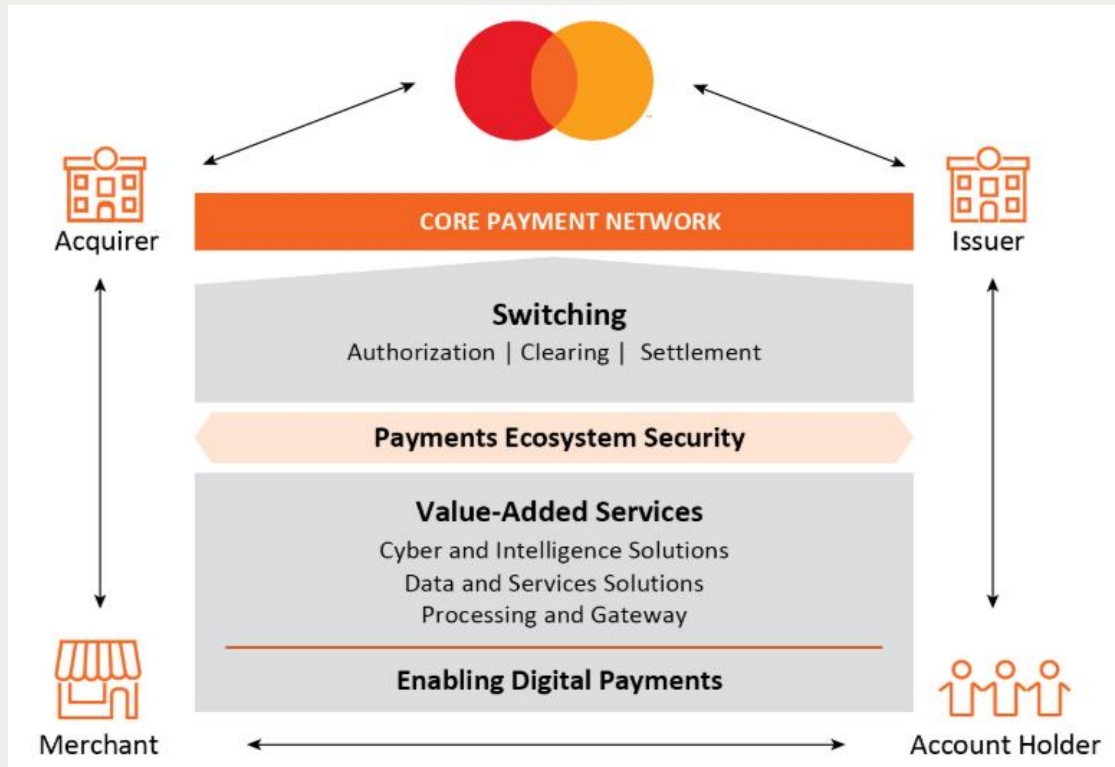 CORE PAYMENT NETWORK
Acquirer
Issuer
Switching
Authorization | Clearing | Settlement
Payments Ecosystem Security
Value-Added Services
Cyber and Intelligence Solutions
Data and Services Solutions
Processing and Gateway
Enabling Digital Payments
Merchant
Account Holder